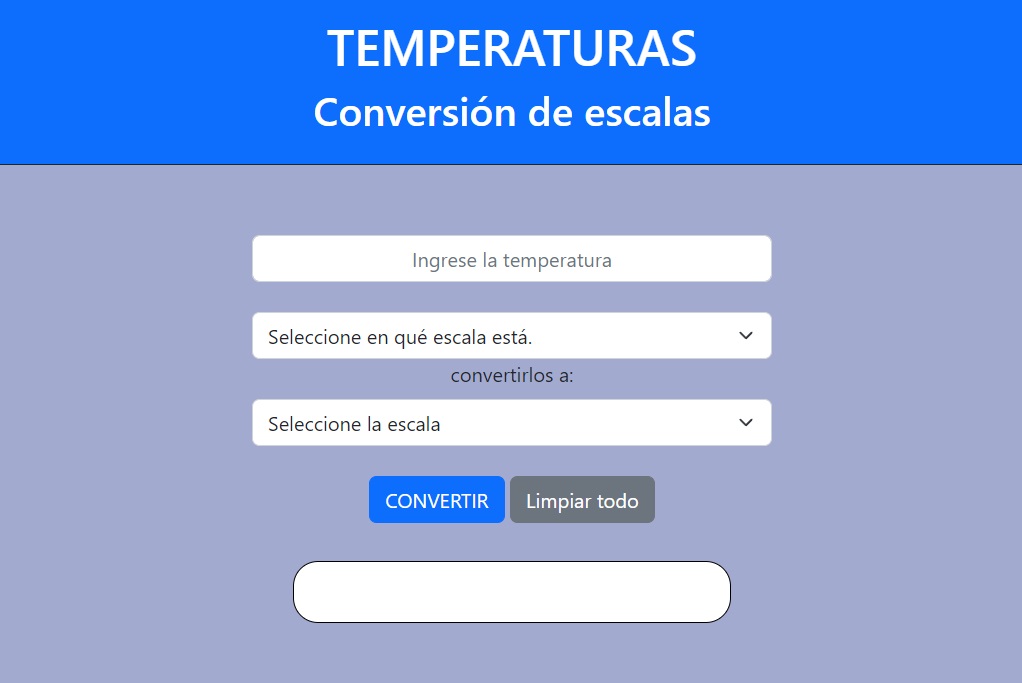 TEMPERATURAS
Conversión de escalas
Ingrese la temperatura
Seleccione en qué escala está.
convertirlos a:
Seleccione la escala
CONVERTIR Limpiar todo